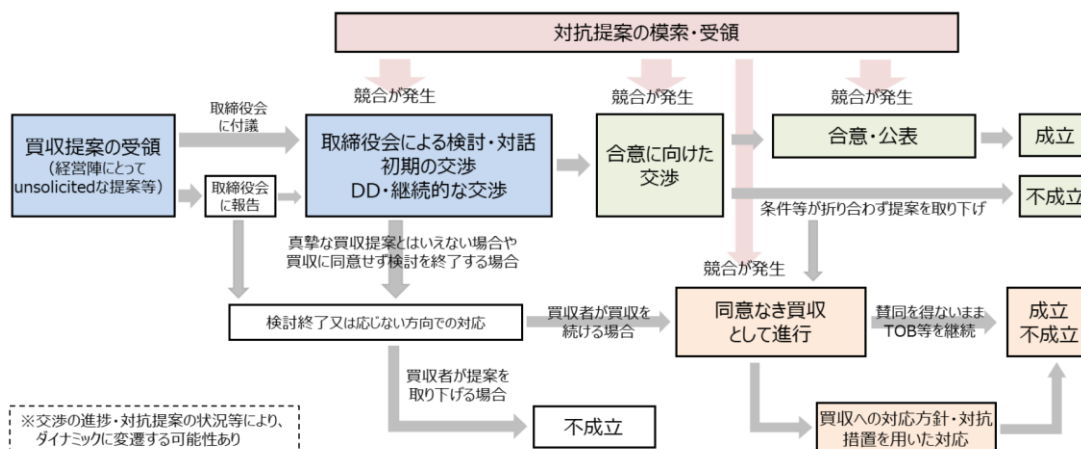 対抗提案の模索・受領
競合が発生
競合が発生
競合が発生
取締役会
に付議
買収提案の受領
(経営陣にとって
unsolicitedな提案等)
取締役会
に報告
取締役会による検討・対話
初期の交渉
DD・継続的な交渉
合意に向けた
交渉
合意・公表
成立
不成立
条件等が折り合わず提案を取り下げ
真摯な買収提案とはいえない場合や
買収に同意せず検討を終了する場合
競合が発生
検討終了又は応じない方向での対応
買収者が買収を
続ける場合
同意なき買収
として進行
賛同を得ないまま
TOB等を継続
成立
不成立
買収者が提案を
取り下げる場合
不成立
買収への対応方針・対抗
措置を用いた対応
※交渉の進捗・対抗提案の状況等により、
ダイナミックに変遷する可能性あり